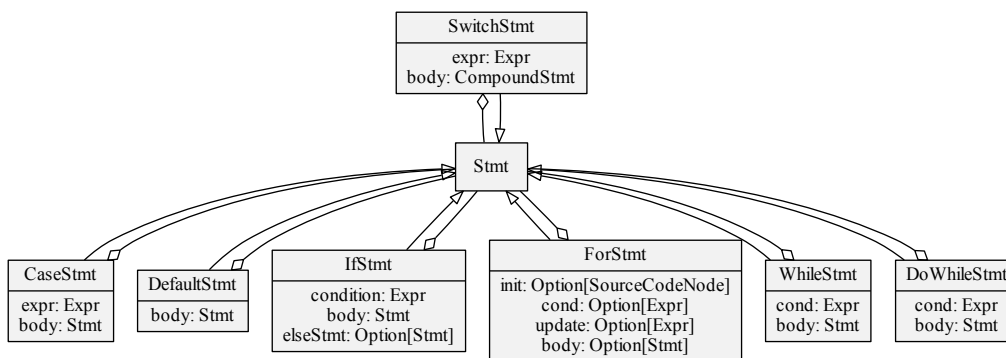 SwitchStmt
expr: Expr
body: CompoundStmt
Stmt
CaseStmt
expr: Expr
body: Stmt
DefaultStmt
body: Stmt
IfStmt
condition: Expr
body: Stmt
elseStmt: Option[Stmt]
ForStmt
init: Option[SourceCodeNode]
cond: Option[Expr]
update: Option[Expr]
body: Option[Stmt]
WhileStmt
cond: Expr
body: Stmt
DoWhileStmt
cond: Expr
body: Stmt